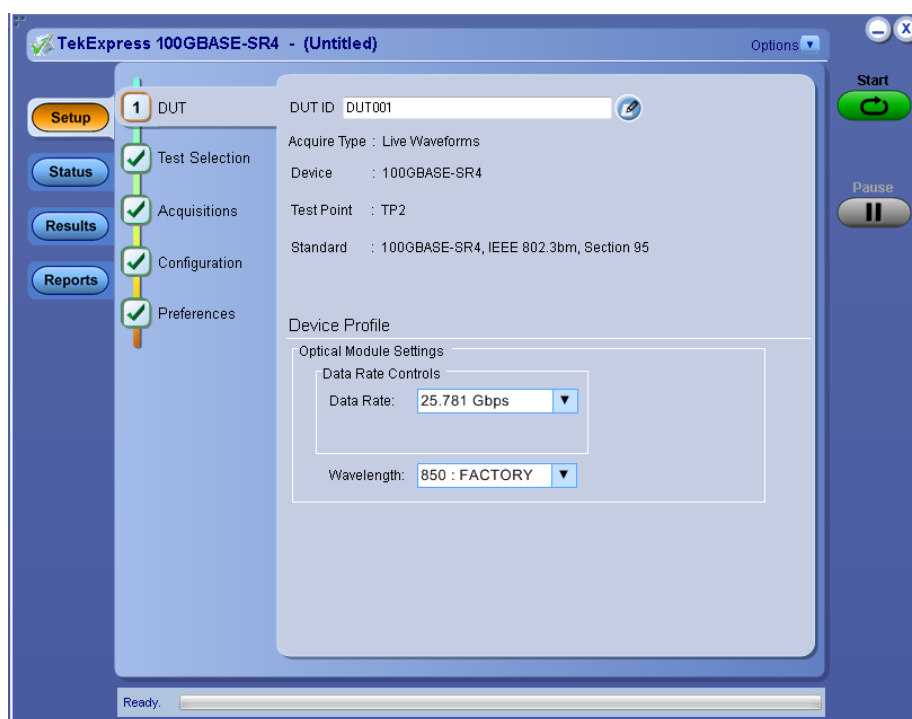 TekExpress 100GBASE-SR4 - (Untitled)
Options
X
Start
Pause
Setup
Status
Results
Reports
1 DUT
Test Selection
Acquisitions
Configuration
Preferences
DUT ID DUT001
Acquire Type : Live Waveforms
Device : 100GBASE-SR4
Test Point : TP2
Standard : 100GBASE-SR4, IEEE 802.3bm, Section 95
Device Profile
Optical Module Settings
Data Rate Controls
Data Rate: 25.781 Gbps
Wavelength: 850 : FACTORY
Ready.